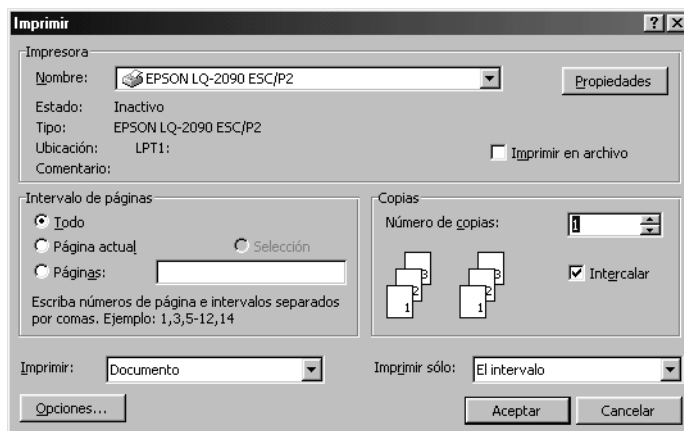 Imprimir
Impresora
Nombre: EPSON LQ-2090 ESC/P2 Propiedades
Estado: Inactivo
Tipo: EPSON LQ-2090 ESC/P2
Ubicación: LPT1:
Imprimir en archivo
Comentario:
Intervalo de páginas
Todo
Página actual Selección
Páginas:
Escriba números de página e intervalos separados
por comas. Ejemplo: 1,3,5-12,14
Copias
Número de copias: 1
3 3
2 2
1 1
Intercalar
Imprimir: Documento Imprimir sólo: El intervalo
Opciones... Aceptar Cancelar